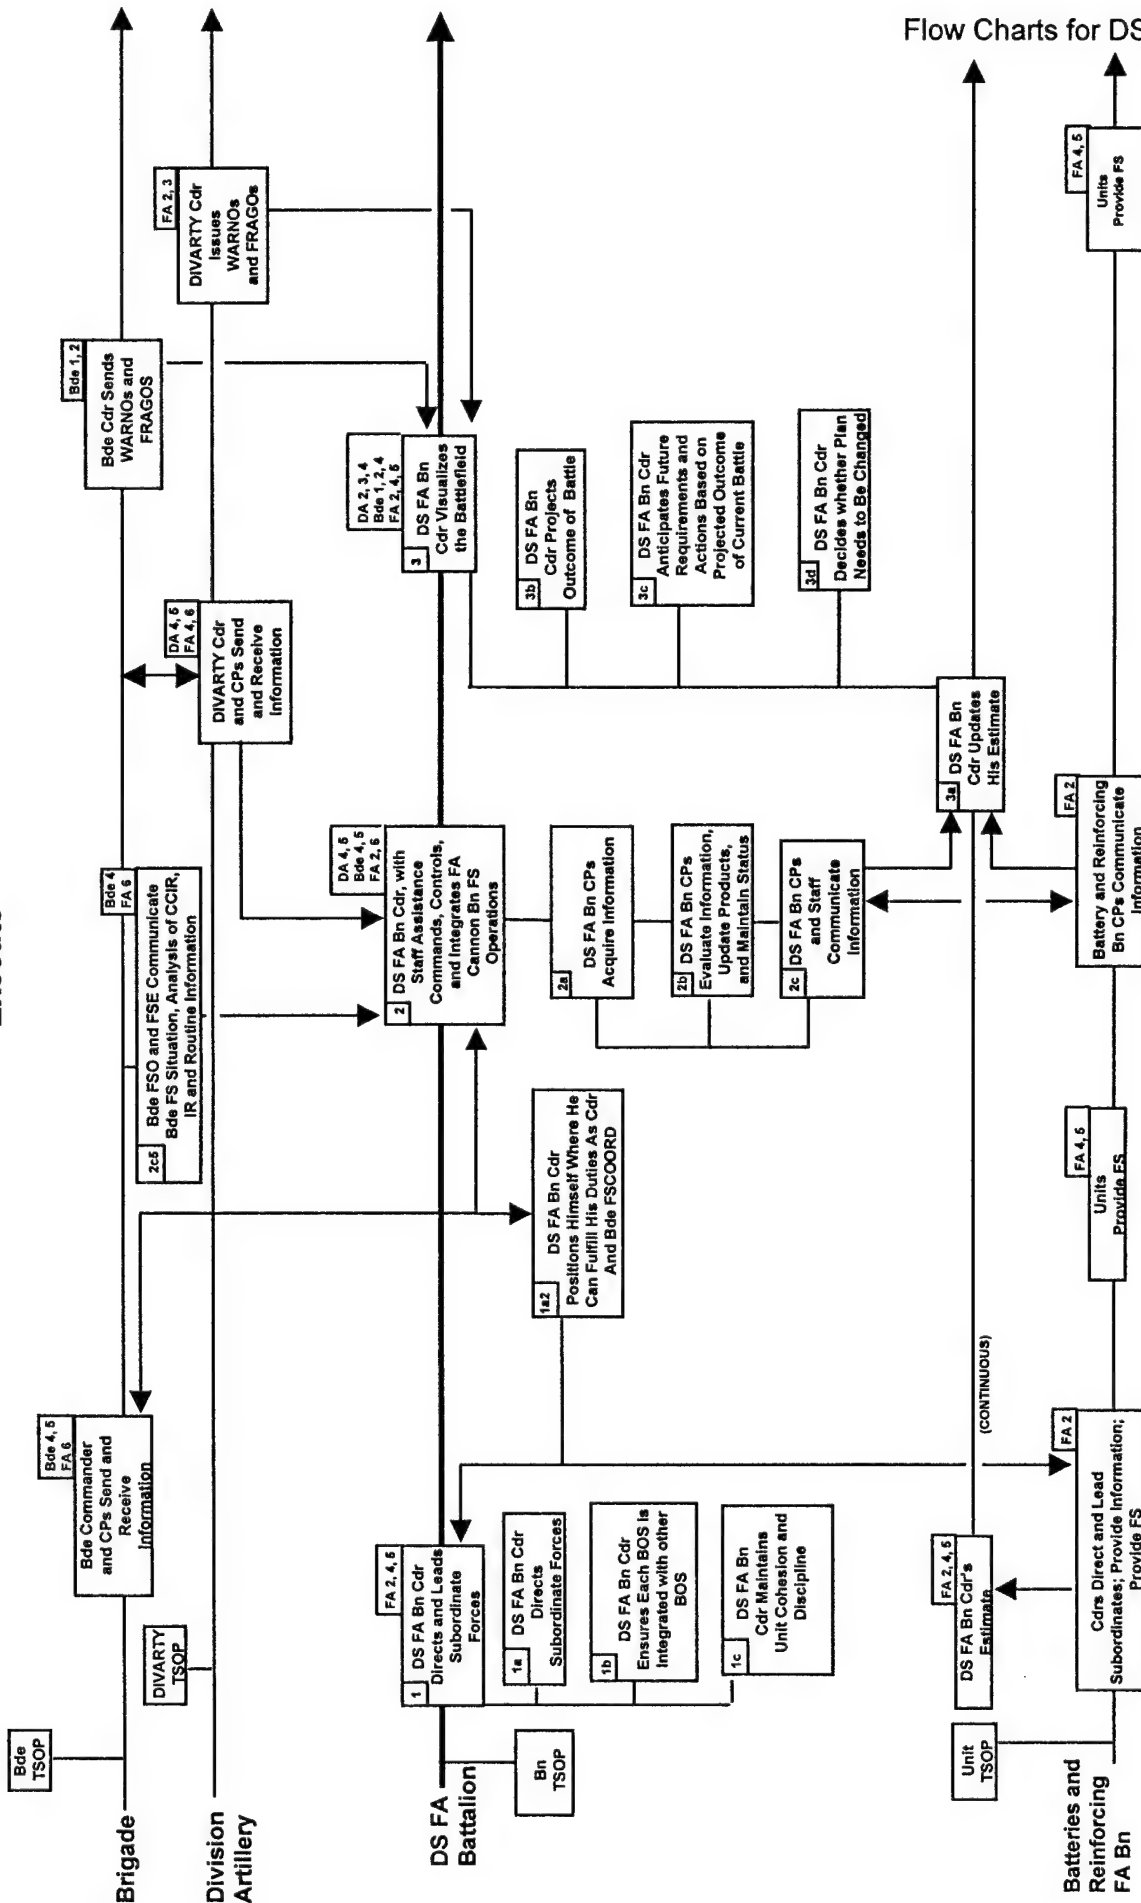 Flow Charts for DS
Bde
TSOP
Brigade
Bde 4, 5
FA 6
Bde Commander
and CPs Send and
Receive
Information
Bde 4
FA 6
2c5
Bde FSO and FSE Communicate
Bde FS Situation, Analysis of CCIR,
IR and Routine Information
Bde 1, 2
Bde Cdr Sends
WARNOs and
FRAGOS
DIVARTY
TSOP
Division
Artillery
DA 4, 5
FA 4, 6
DIVARTY Cdr
and CPs Send
and Receive
Information
FA 2, 3
DIVARTY Cdr
Issues
WARNOs
and FRAGOs
DS FA
Battalion
Bn
TSOP
FA 2, 4, 5
1
DS FA Bn Cdr
Directs and Leads
Subordinate
Forces
1a
DS FA Bn Cdr
Directs
Subordinate Forces
1b
DS FA Bn Cdr
Ensures Each BOS is
Integrated with other
BOS
1c
DS FA Bn
Cdr Maintains
Unit Cohesion and
Discipline
1a2
DS FA Bn Cdr
Positions Himself Where He
Can Fulfill His Duties As Cdr
And Bde FSCOORD
DA 4, 5
Bde 4, 5
FA 2, 6
2
DS FA Bn Cdr, with
Staff Assistance
Commands, Controls,
and Integrates FA
Cannon Bn FS
Operations
2a
DS FA Bn CPs
Acquire Information
2b
DS FA Bn CPs
Evaluate Information,
Update Products,
and Maintain Status
2c
DS FA Bn CPs
and Staff
Communicate
Information
DA 2, 3, 4
Bde 1, 2, 4
FA 2, 4, 5
3
DS FA Bn
Cdr Visualizes
the Battlefield
3b
DS FA Bn
Cdr Projects
Outcome of Battle
3c
DS FA Bn Cdr
Anticipates Future
Requirements and
Actions Based on
Projected Outcome
of Current Battle
3d
DS FA Bn Cdr
Decides whether Plan
Needs to Be Changed
FA 2, 4, 5
DS FA Bn Cdr's
Estimate
(CONTINUOUS)
3a
DS FA Bn
Cdr Updates
His Estimate
Unit
TSOP
Batteries and
Reinforcing
FA Bn
FA 2
Cdrs Direct and Lead
Subordinates; Provide Information;
Provide FS
FA 4, 5
Units
Provide FS
FA 2
Battery and Reinforcing
Bn CPs Communicate
Information
FA 4, 5
Units
Provide FS